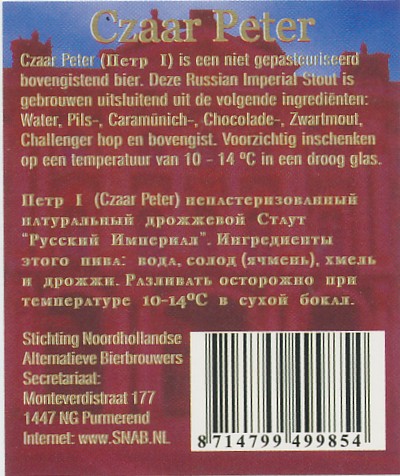 Czaar Peter
Czaar Peter (Петр I) is een niet gepasteuriseerd
bovengistend bier. Deze Russian Imperial Stout is
gebrouwen uitsluitend uit de volgende ingrediënten:
Water, Pils-, Caramünich-, Chocolade-, Zwartmout,
Challenger hop en bovengist. Voorzichtig inschenken
op een temperatuur van 10 - 14 ºC in een droog glas.
Петр I (Czaar Peter) непастеризованный
натуральный дрожжевой Стаут
"Русский Империал". Ингредиенты
этого пива: вода, солод (ячмень), хмель
и дрожжи. Разливать осторожно при
температуре 10-14ºC в сухой бокал.
Stichting Noordhollandse
Alternatieve Bierbrouwers
Secretariaat:
Monteverdistraat 177
1447 NG Purmerend
Internet: www.SNAB.NL
8 714799 499854